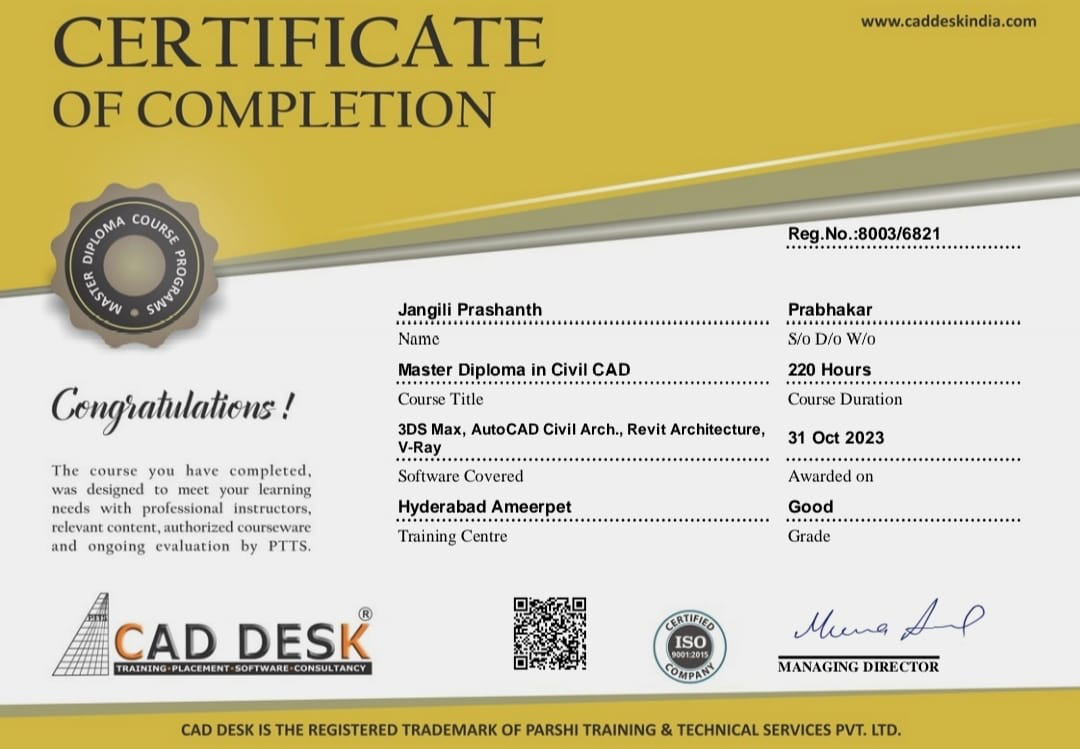 CERTIFICATE
OF COMPLETION
www.caddeskindia.com
MASTER DIPLOMA COURSE PROGRAMS
Reg.No.:8003/6821
Jangili Prashanth
Name
Prabhakar
S/o D/o W/o
Master Diploma in Civil CAD
Course Title
220 Hours
Course Duration
3DS Max, AutoCAD Civil Arch., Revit Architecture,
V-Ray
Software Covered
31 Oct 2023
Awarded on
Hyderabad Ameerpet
Training Centre
Good
Grade
Congratulations !
The course you have completed,
was designed to meet your learning
needs with professional instructors,
relevant content, authorized courseware
and ongoing evaluation by PTTS.
PTTS
CAD DESK ®
TRAINING·PLACEMENT·SOFTWARE·CONSULTANCY
CERTIFIED
ISO
9001:2015
COMPANY
MANAGING DIRECTOR
CAD DESK IS THE REGISTERED TRADEMARK OF PARSHI TRAINING & TECHNICAL SERVICES PVT. LTD.